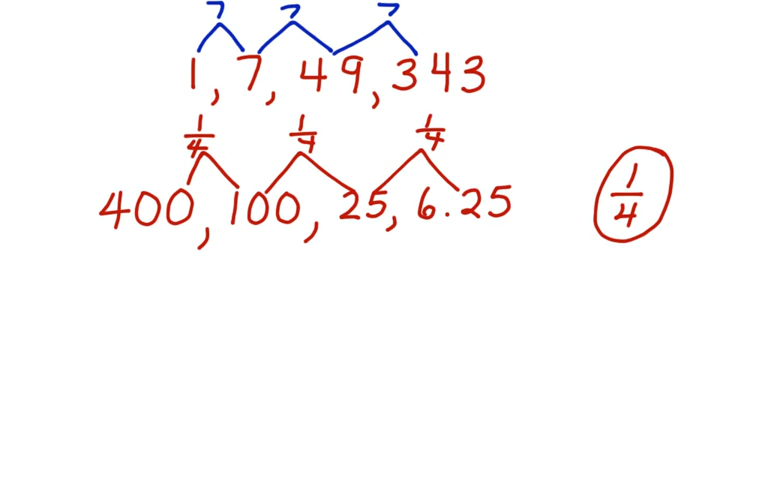 7 7 7
1, 7, 49, 343
1/4 1/4 1/4
400, 100, 25, 6.25
1/4